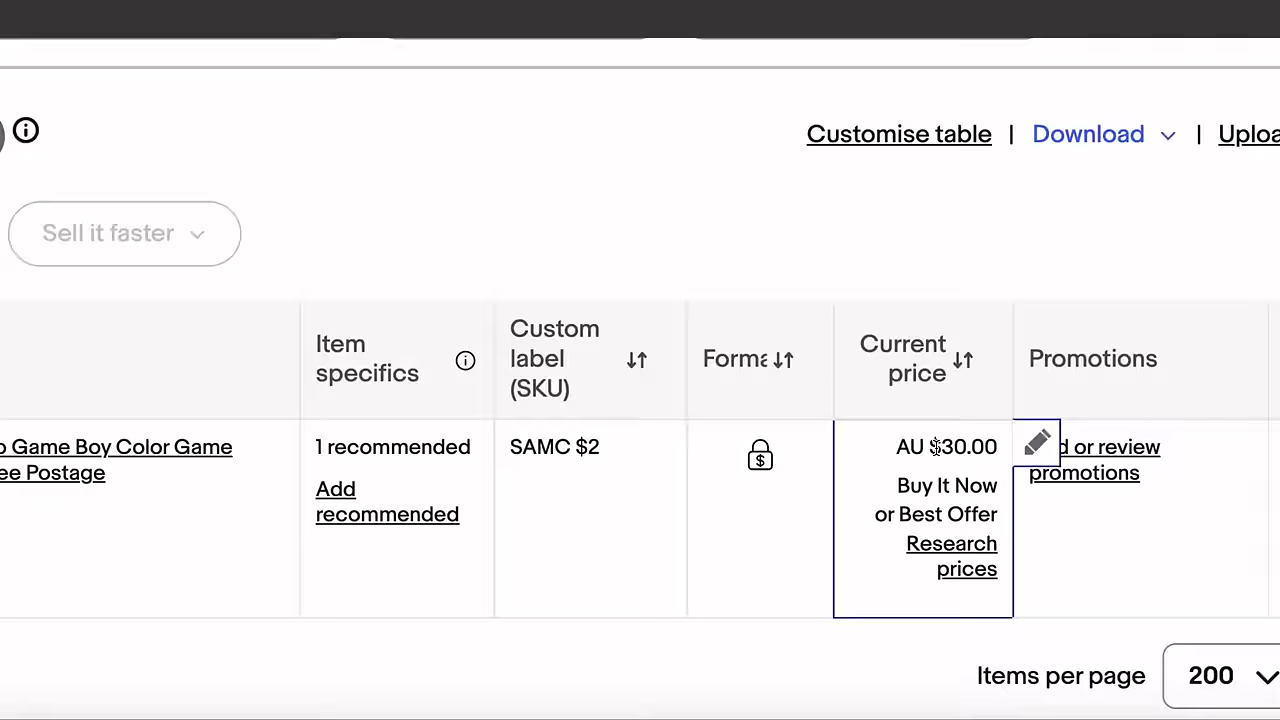 Customise table | Download | Uploa
Sell it faster
Item specifics
Custom label (SKU)
Forma
Current price
Promotions
o Game Boy Color Game
ee Postage
1 recommended
Add
recommended
SAMC $2
$
AU $30.00
Buy It Now
or Best Offer
Research
prices
d or review
promotions
Items per page 200